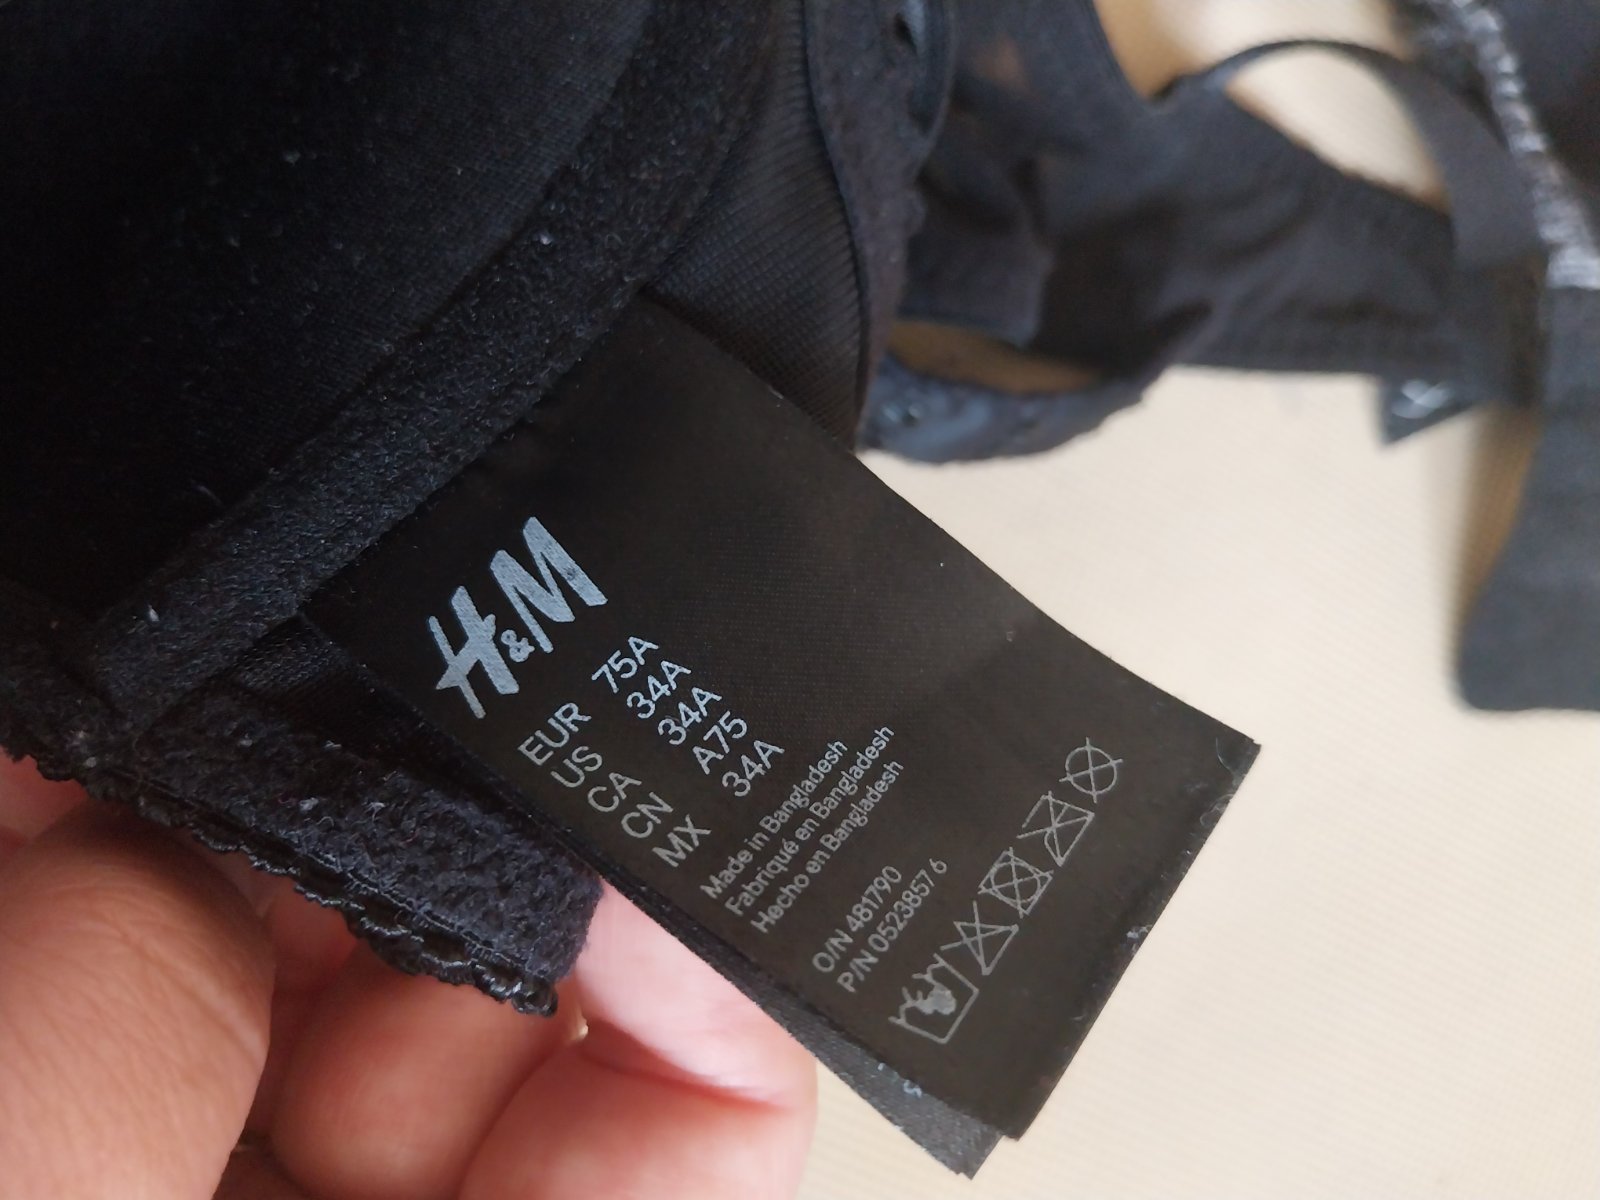 H&M
EUR 75A
US 34A
CA 34A
CN A75
MX 34A
Made in Bangladesh
Fabriqué en Bangladesh
Hecho en Bangladesh
O/N 481790
P/N 05238576